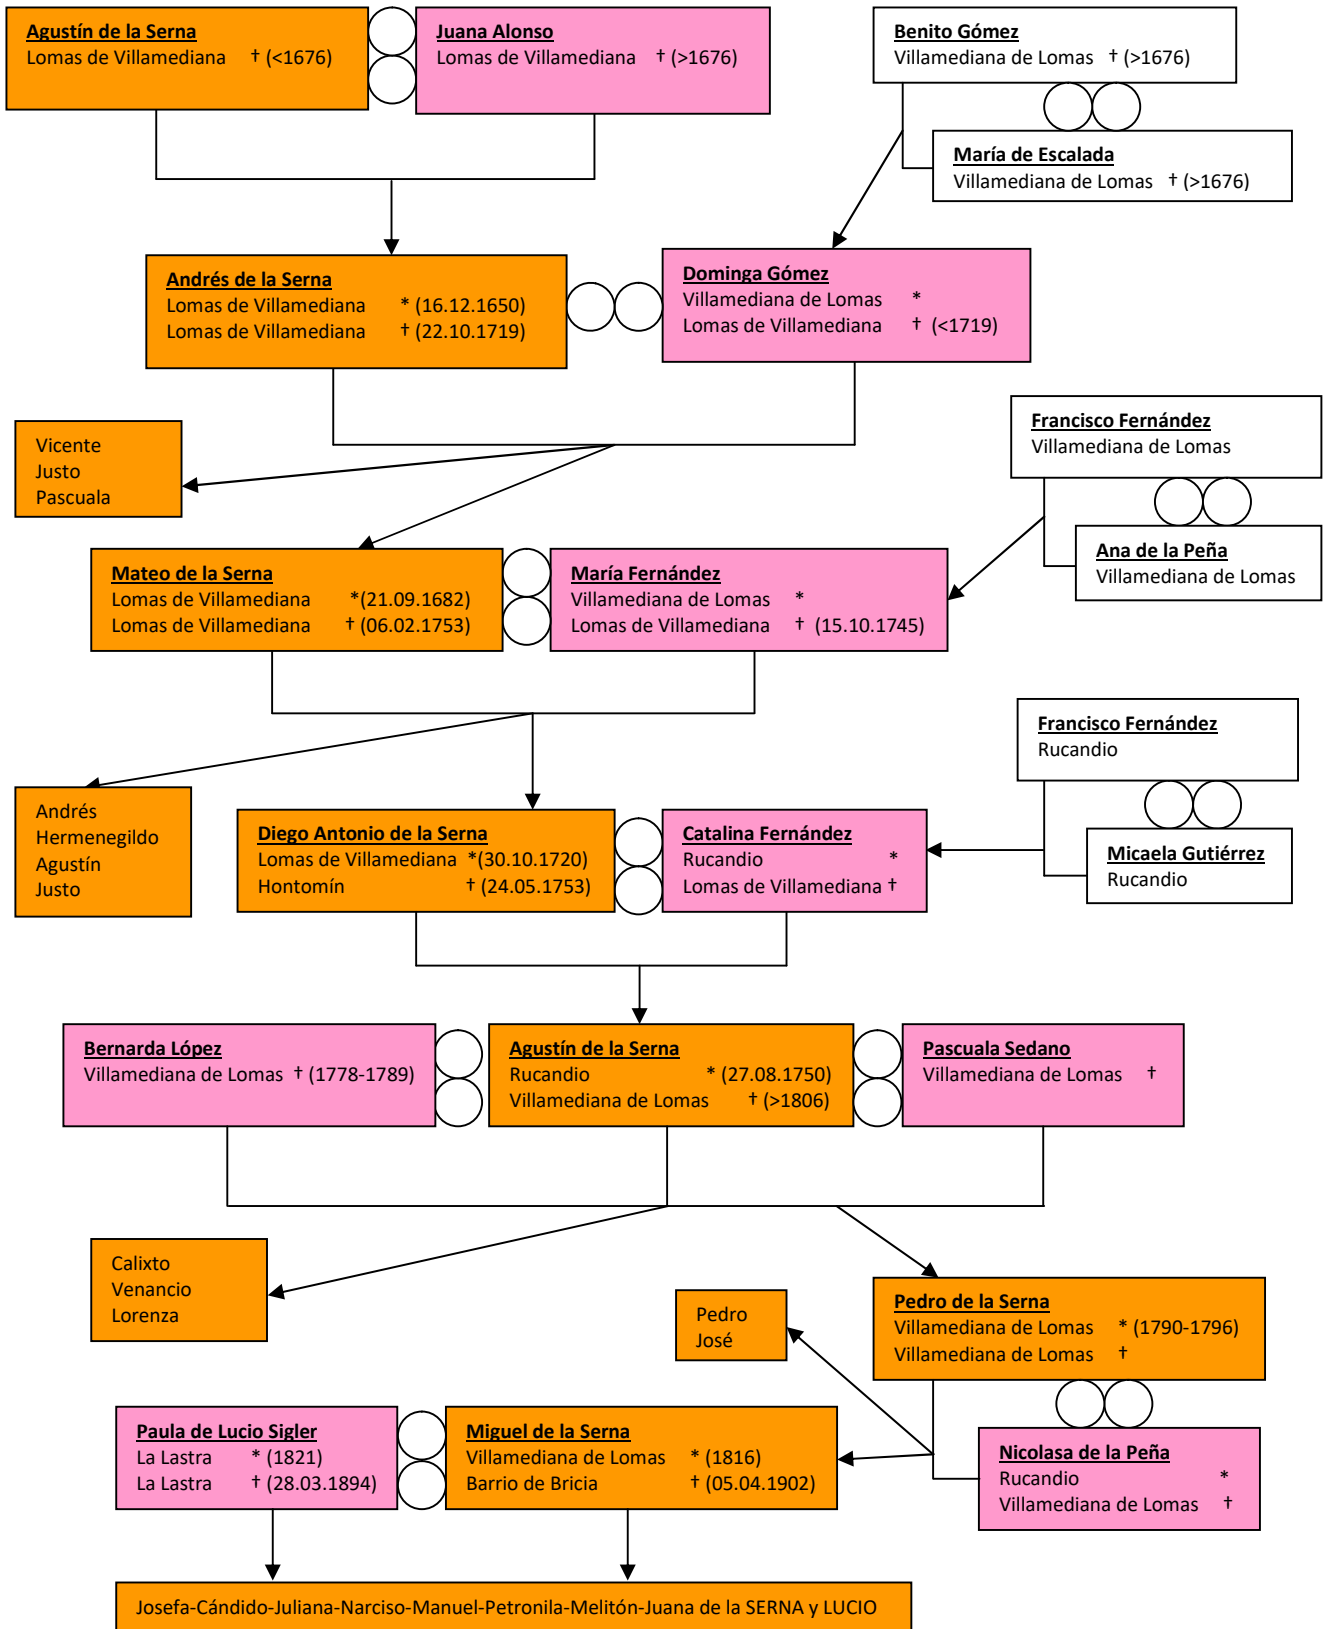 Agustín de la Serna
Lomas de Villamediana † (<1676)
Juana Alonso
Lomas de Villamediana † (>1676)
Benito Gómez
Villamediana de Lomas † (>1676)
María de Escalada
Villamediana de Lomas † (>1676)
Andrés de la Serna
Lomas de Villamediana * (16.12.1650)
Lomas de Villamediana † (22.10.1719)
Dominga Gómez
Villamediana de Lomas *
Lomas de Villamediana † (<1719)
Vicente
Justo
Pascuala
Francisco Fernández
Villamediana de Lomas
Ana de la Peña
Villamediana de Lomas
Mateo de la Serna
Lomas de Villamediana *(21.09.1682)
Lomas de Villamediana † (06.02.1753)
María Fernández
Villamediana de Lomas *
Lomas de Villamediana † (15.10.1745)
Francisco Fernández
Rucandio
Micaela Gutiérrez
Rucandio
Andrés
Hermenegildo
Agustín
Justo
Diego Antonio de la Serna
Lomas de Villamediana *(30.10.1720)
Hontomín † (24.05.1753)
Catalina Fernández
Rucandio *
Lomas de Villamediana †
Bernarda López
Villamediana de Lomas † (1778-1789)
Agustín de la Serna
Rucandio * (27.08.1750)
Villamediana de Lomas † (>1806)
Pascuala Sedano
Villamediana de Lomas †
Calixto
Venancio
Lorenza
Pedro
José
Pedro de la Serna
Villamediana de Lomas * (1790-1796)
Villamediana de Lomas †
Paula de Lucio Sigler
La Lastra * (1821)
La Lastra † (28.03.1894)
Miguel de la Serna
Villamediana de Lomas * (1816)
Barrio de Bricia † (05.04.1902)
Nicolasa de la Peña
Rucandio *
Villamediana de Lomas †
Josefa-Cándido-Juliana-Narciso-Manuel-Petronila-Melitón-Juana de la SERNA y LUCIO